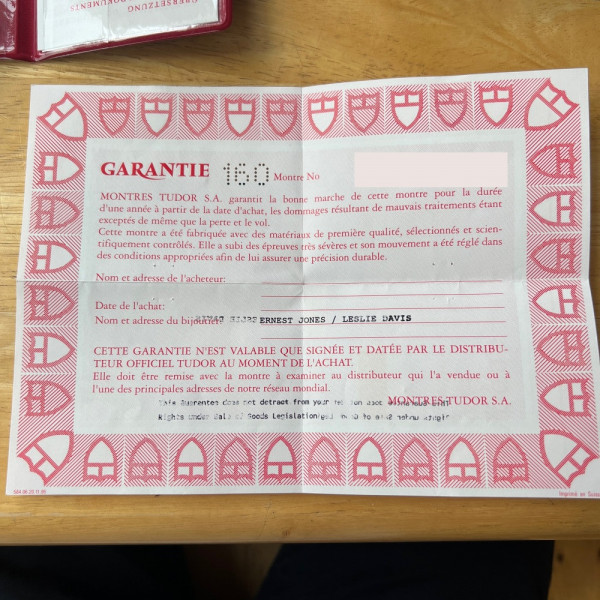 ÜBERSETZUNG
GARANTIE 160 Montre No
MONTRES TUDOR S.A. garantit la bonne marche de cette montre pour la durée
d'une année à partir de la date d'achat, les dommages résultant de mauvais traitements étant
exceptés de même que la perte et le vol.
Cette montre a été fabriquée avec des matériaux de première qualité, sélectionnés et scien-
tifiquement contrôlés. Elle a subi des épreuves très sévères et son mouvement a été réglé dans
des conditions appropriées afin de lui assurer une précision durable.
Nom et adresse de l'acheteur:
Date de l'achat:
Nom et adresse du bijoutier: ERNEST JONES / LESLIE DAVIS
CETTE GARANTIE N'EST VALABLE QUE SIGNÉE ET DATÉE PAR LE DISTRIBU-
TEUR OFFICIEL TUDOR AU MOMENT DE L'ACHAT.
Elle doit être remise avec la montre à examiner au distributeur qui l'a vendue ou à
l'une des principales adresses de notre réseau mondial.
MONTRES TUDOR S.A.
This Guarantee does not detract from your
Rights under Sale of Goods Legislation
Imprimé en Suisse